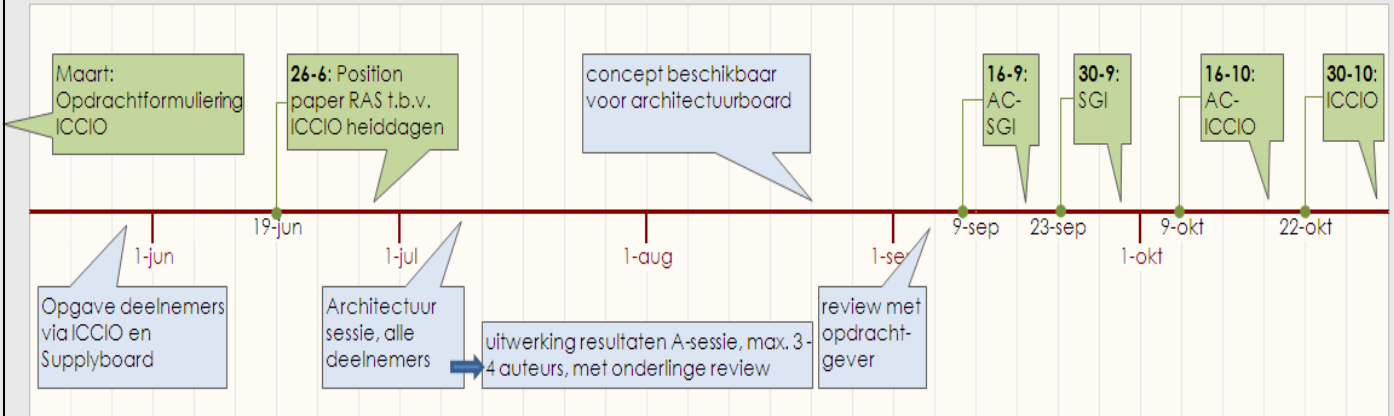 Maart:
Opdrachtformuliering
ICCIO
26-6: Position
paper RAS t.b.v.
ICCIO heiddagen
concept beschikbaar
voor architectuurboard
16-9:
AC-
SGI
30-9:
SGI
16-10:
AC-
ICCIO
30-10:
ICCIO
19-jun
9-sep
23-sep
9-okt
22-okt
1-jun
1-jul
1-aug
1-sep
1-okt
Opgave deelnemers
via ICCIO en
Supplyboard
Architectuur
sessie, alle
deelnemers
uitwerking resultaten A-sessie, max. 3 -
4 auteurs, met onderlinge review
review met
opdracht-
gever